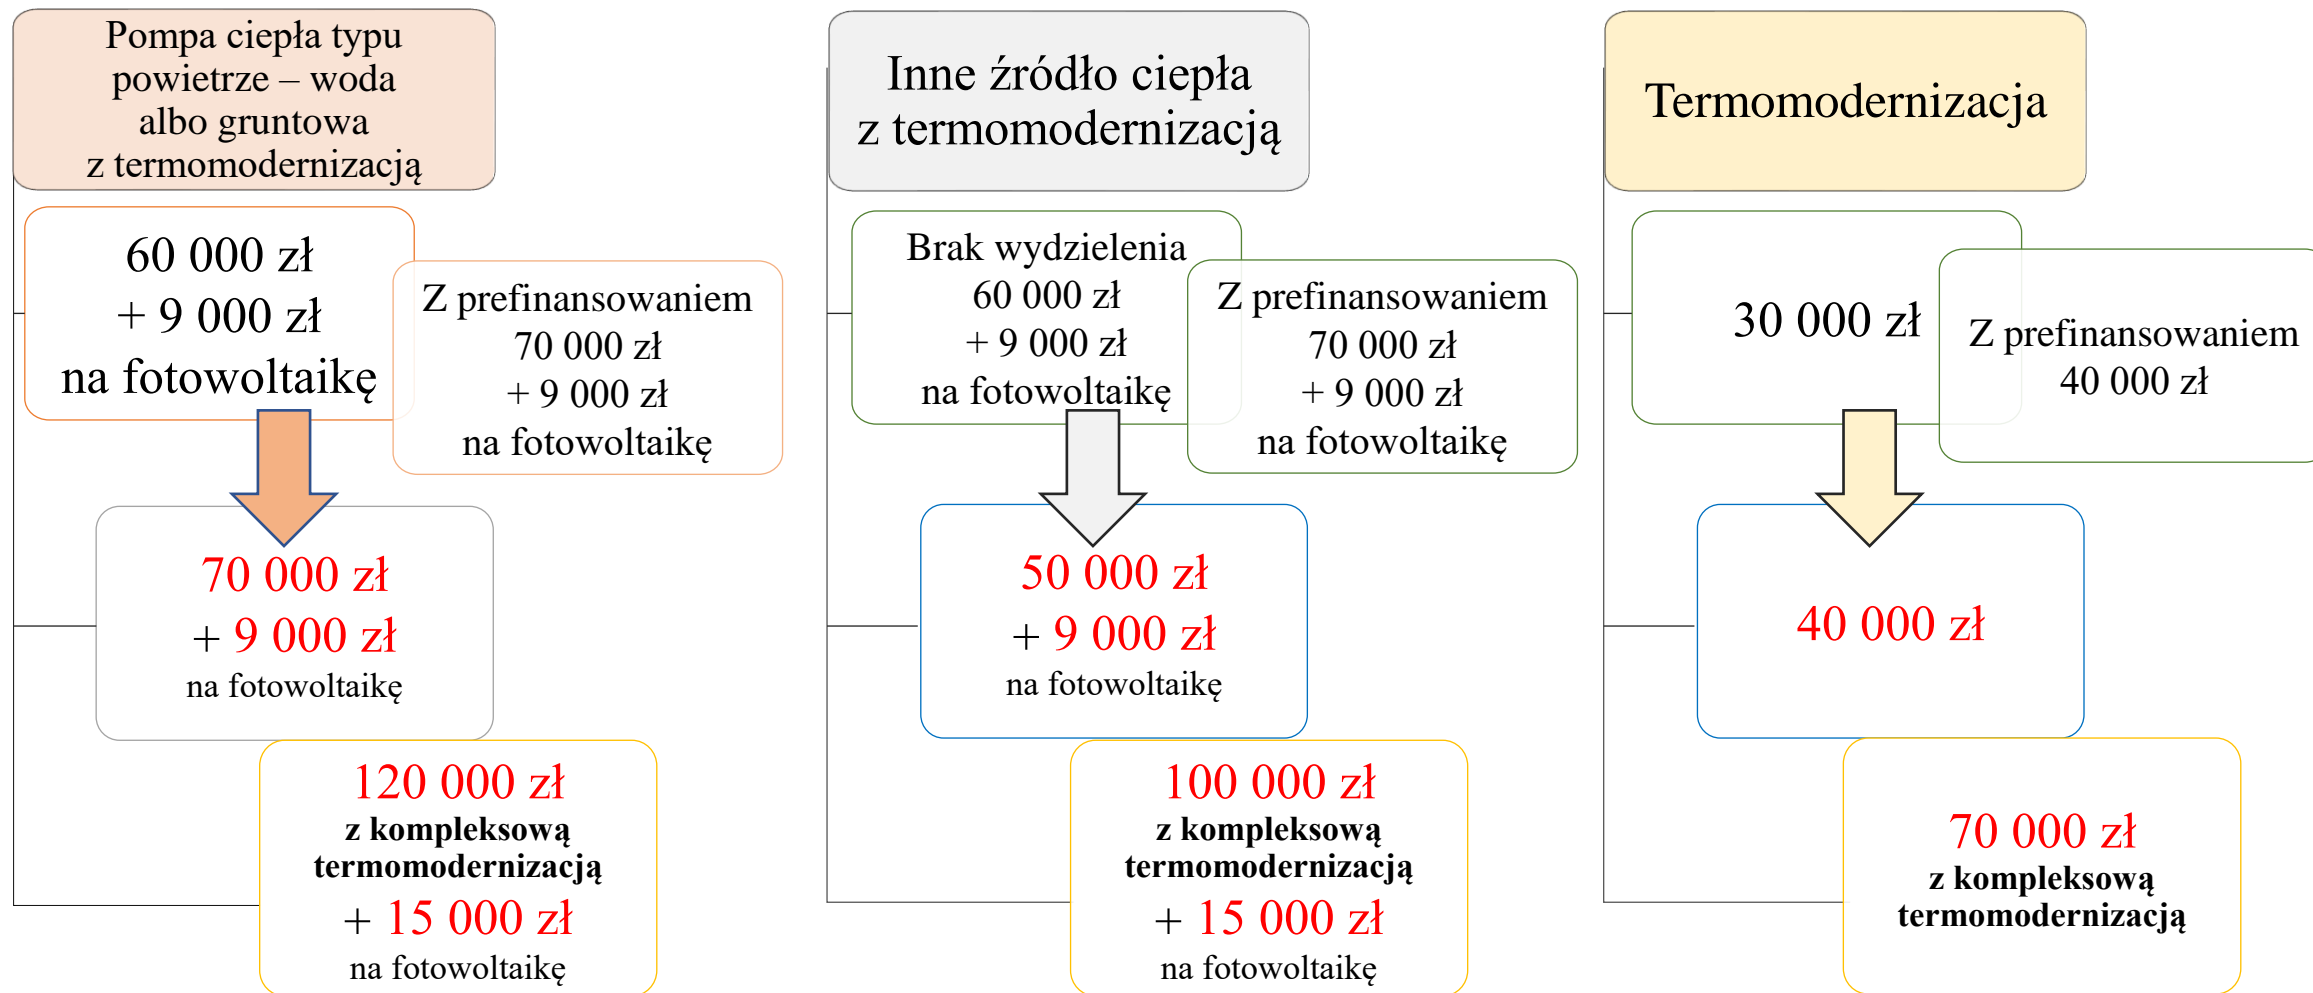 Pompa ciepła typu
powietrze – woda
albo gruntowa
z termomodernizacją
60 000 zł
+ 9 000 zł
na fotowoltaikę
Z prefinansowaniem
70 000 zł
+ 9 000 zł
na fotowoltaikę
70 000 zł
+ 9 000 zł
na fotowoltaikę
120 000 zł
z kompleksową
termomodernizacją
+ 15 000 zł
na fotowoltaikę
Inne źródło ciepła
z termomodernizacją
Brak wydzielenia
60 000 zł
+ 9 000 zł
na fotowoltaikę
Z prefinansowaniem
70 000 zł
+ 9 000 zł
na fotowoltaikę
50 000 zł
+ 9 000 zł
na fotowoltaikę
100 000 zł
z kompleksową
termomodernizacją
+ 15 000 zł
na fotowoltaikę
Termomodernizacja
30 000 zł
Z prefinansowaniem
40 000 zł
40 000 zł
70 000 zł
z kompleksową
termomodernizacją